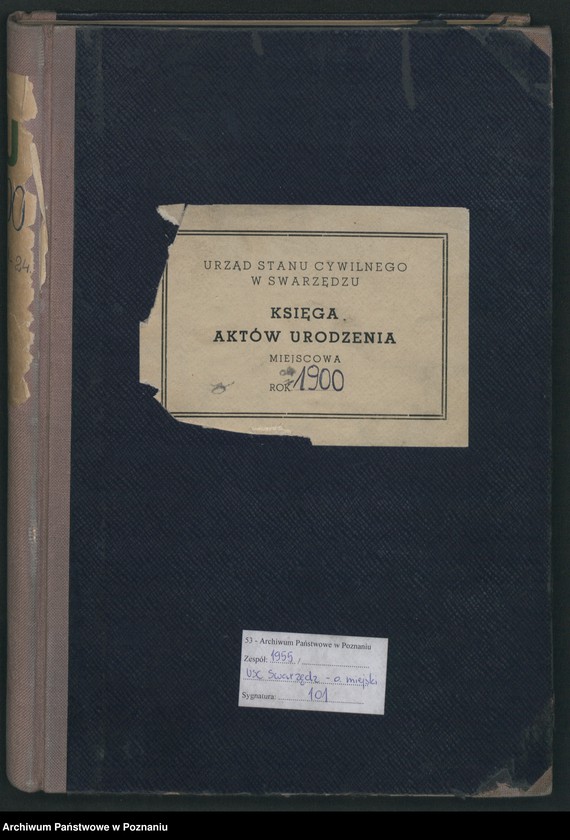 URZĄD STANU CYWILNEGO
W SWARZĘDZU
KSIĘGA
AKTÓW URODZENIA
MIEJSCOWA
ROK 1900
53 - Archiwum Państwowe w Poznaniu
Zespół: 1955 /
USC Swarzędz - o. miejski
Sygnatura: 101
Archiwum Państwowe w Poznaniu